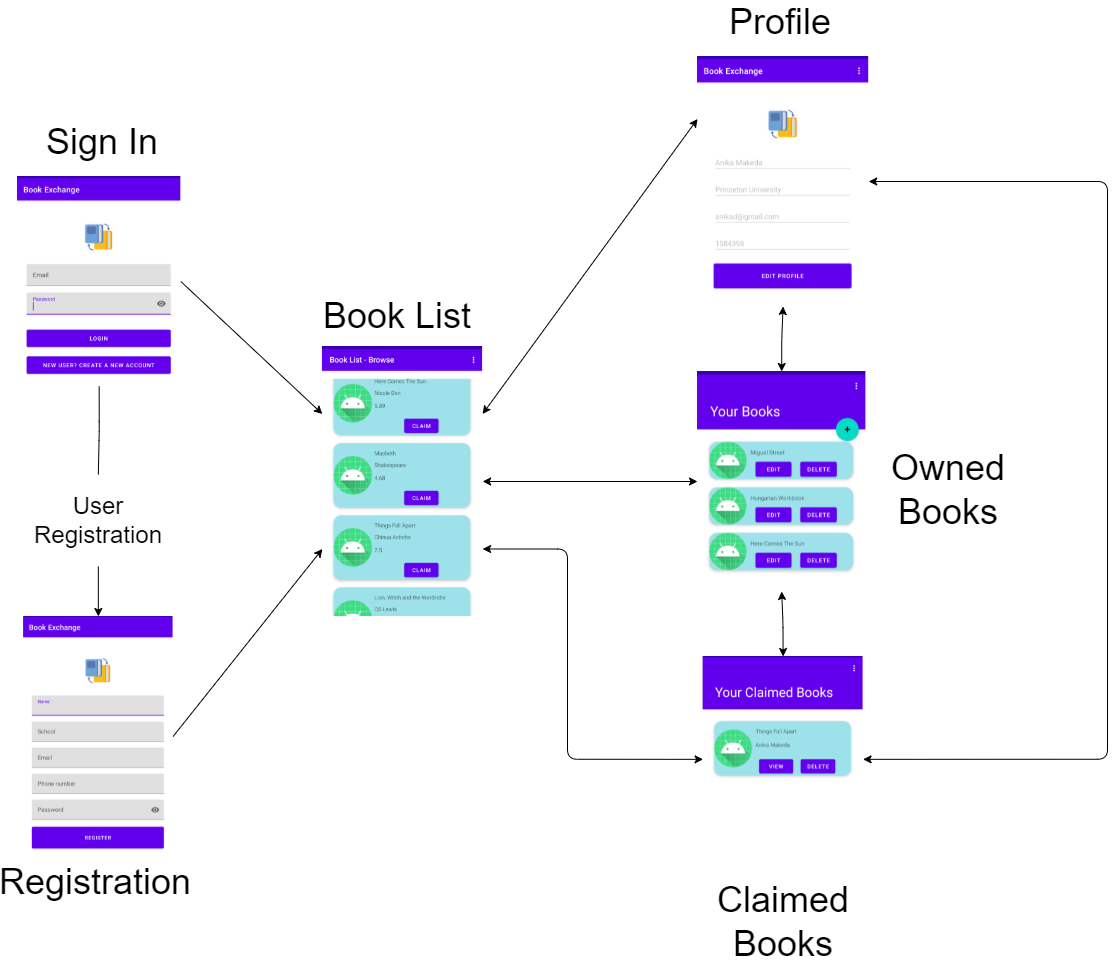 Profile
Book Exchange
Anika Makeda
Princeton University
anikad@gmail.com
1584398
EDIT PROFILE
Sign In
Book Exchange
Email
Password
LOGIN
NEW USER? CREATE A NEW ACCOUNT
User
Registration
Book Exchange
Name
School
Email
Phone number
Password
REGISTER
Registration
Book List
Book List - Browse
Here Comes The Sun
Nicole Den
5.89
CLAIM
Macbeth
Shakespeare
4.68
CLAIM
Things Fall Apart
Chinua Achebe
7.5
CLAIM
Lion, Witch and the Wardrobe
CS Lewis
Your Books
+
Miguel Street
EDIT DELETE
Hungarian Workbook
EDIT DELETE
Here Comes The Sun
EDIT DELETE
Owned
Books
Your Claimed Books
Things Fall Apart
Anika Makeda
VIEW DELETE
Claimed
Books